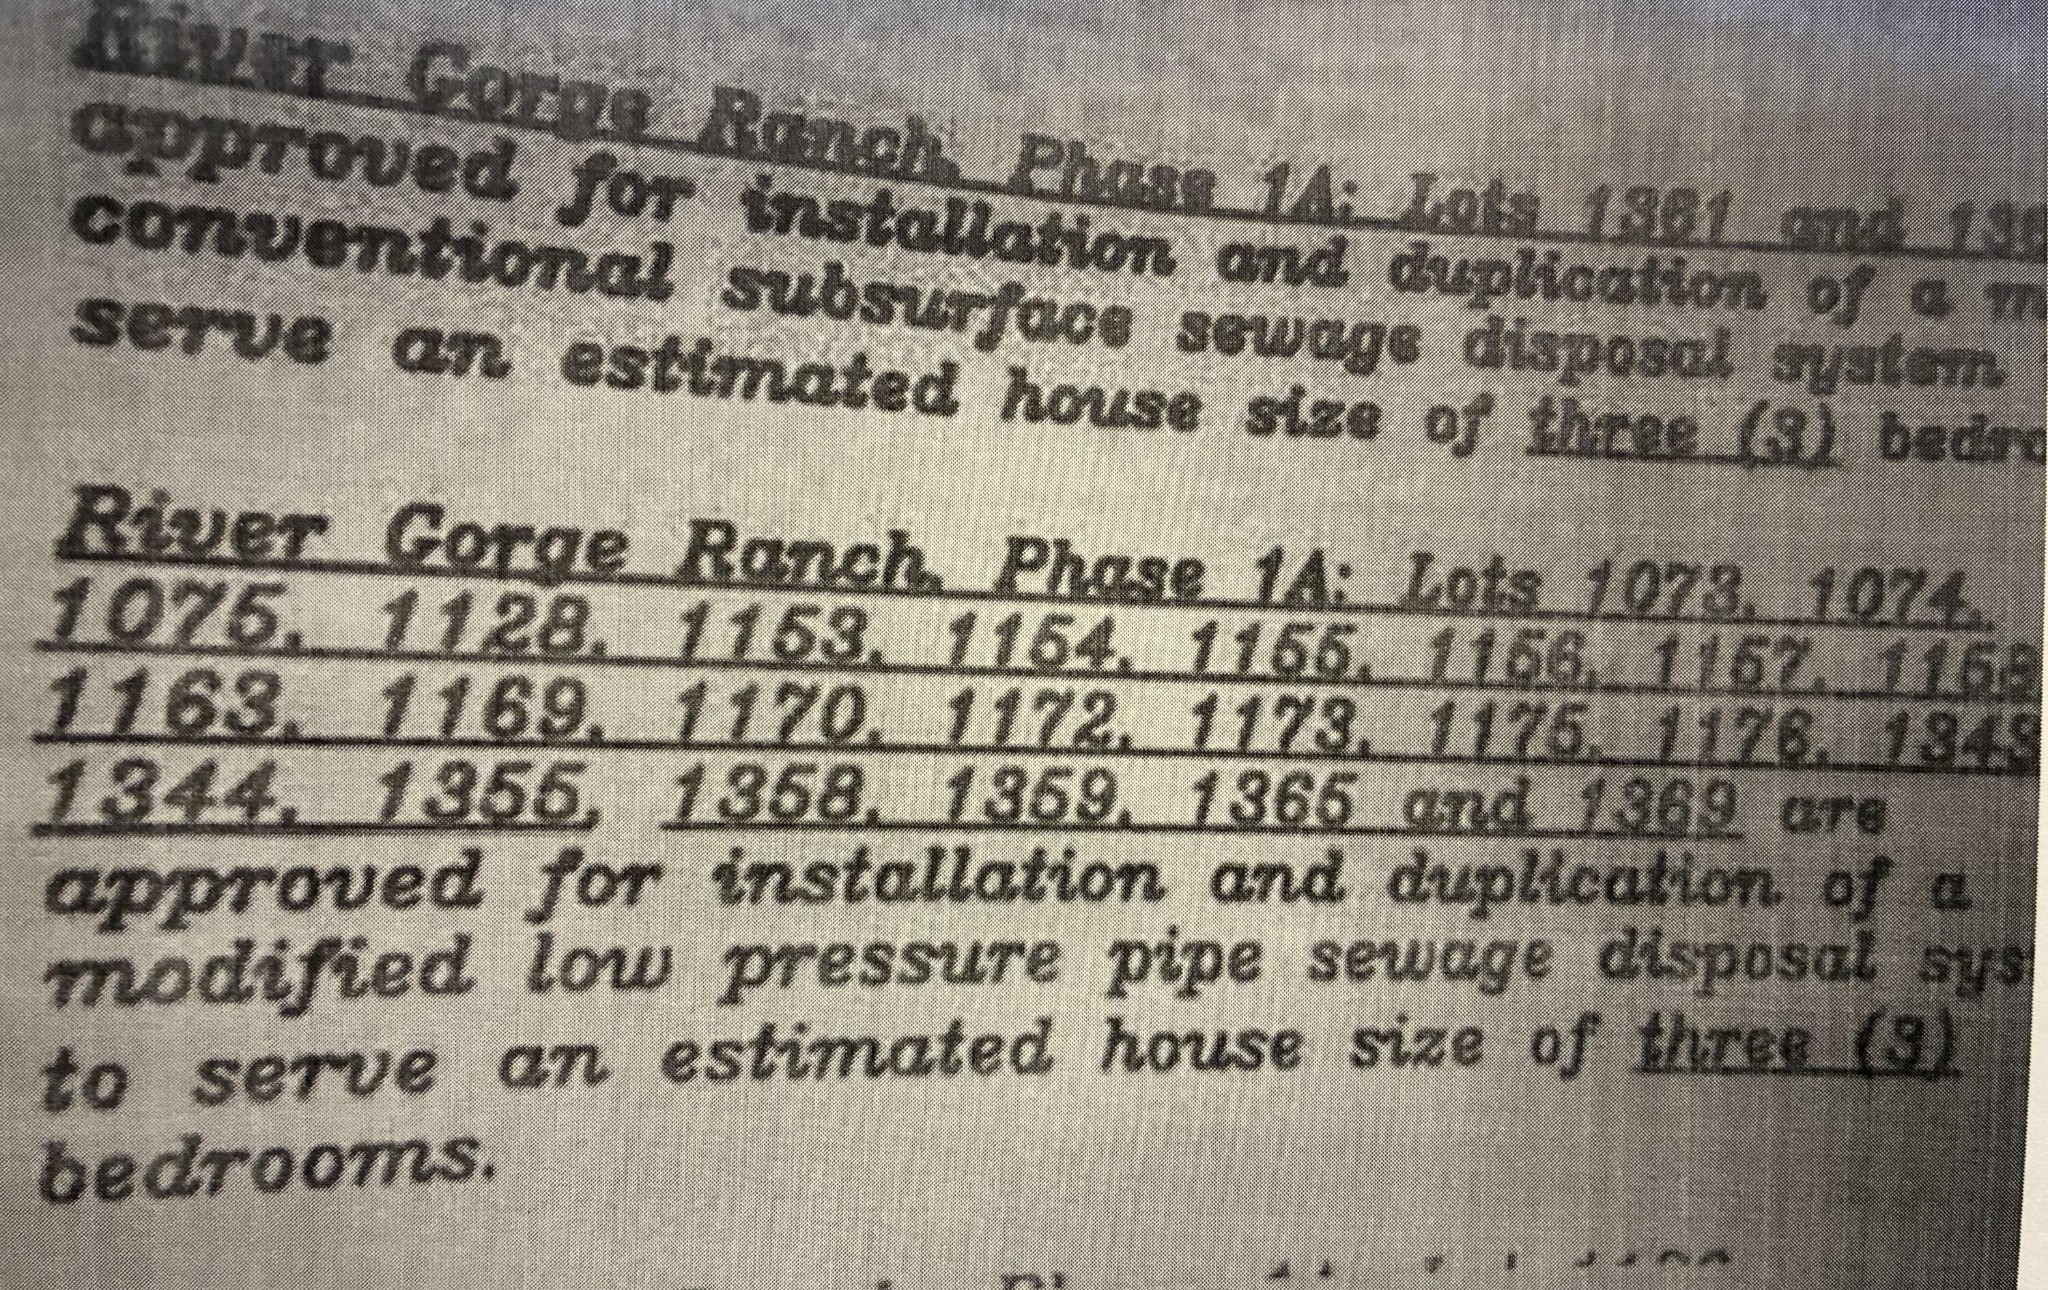 River Gorge Ranch, Phase 1A: Lots 1361 and
approved for installation and duplication of a
conventional subsurface sewage disposal system
serve an estimated house size of three (3)
River Gorge Ranch, Phase 1A: Lots 1073, 1074,
1075, 1128, 1153, 1154, 1155, 1156, 1157, 1158
1163, 1169, 1170, 1172, 1173, 1175, 1176, 1343
1344, 1355, 1358, 1359, 1365 and 1369 are
approved for installation and duplication of a
modified low pressure pipe sewage disposal
to serve an estimated house size of three (3)
bedrooms.